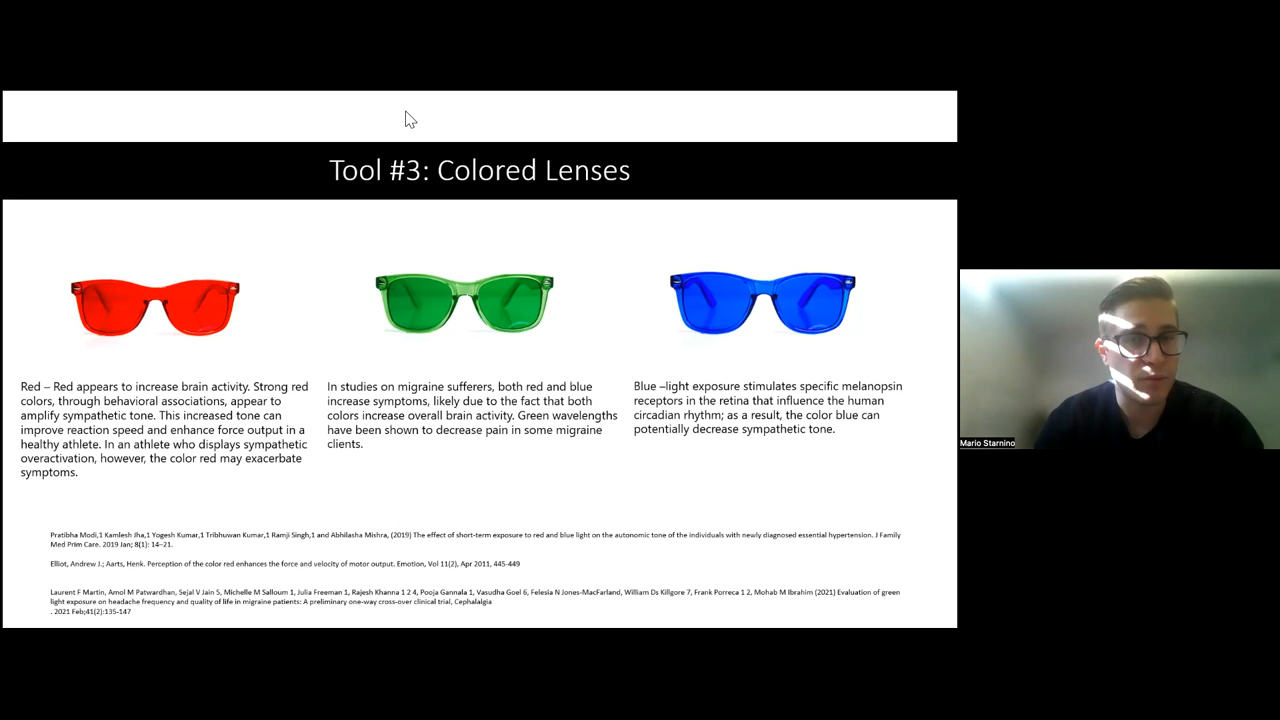 Tool #3: Colored Lenses
Red – Red appears to increase brain activity. Strong red
colors, through behavioral associations, appear to
amplify sympathetic tone. This increased tone can
improve reaction speed and enhance force output in a
healthy athlete. In an athlete who displays sympathetic
overactivation, however, the color red may exacerbate
symptoms.
In studies on migraine sufferers, both red and blue
increase symptoms, likely due to the fact that both
colors increase overall brain activity. Green wavelengths
have been shown to decrease pain in some migraine
clients.
Blue –light exposure stimulates specific melanopsin
receptors in the retina that influence the human
circadian rhythm; as a result, the color blue can
potentially decrease sympathetic tone.
Pratibha Modi,1 Kamlesh Jha,1 Yogesh Kumar,1 Tribhuwan Kumar,1 Ramji Singh,1 and Abhilasha Mishra, (2019) The effect of short-term exposure to red and blue light on the autonomic tone of the individuals with newly diagnosed essential hypertension. J Family
Med Prim Care. 2019 Jan; 8(1): 14–21.
Elliot, Andrew J.; Aarts, Henk. Perception of the color red enhances the force and velocity of motor output. Emotion, Vol 11(2), Apr 2011, 445-449
Laurent F Martin, Amol M Patwardhan, Sejal V Jain 5, Michelle M Salloum 1, Julia Freeman 1, Rajesh Khanna 1 2 4, Pooja Gannala 1, Vasudha Goel 6, Felesia N Jones-MacFarland, William Ds Killgore 7, Frank Porreca 1 2, Mohab M Ibrahim (2021) Evaluation of green
light exposure on headache frequency and quality of life in migraine patients: A preliminary one-way cross-over clinical trial, Cephalalgia
. 2021 Feb;41(2):135-147
Mario Starnino